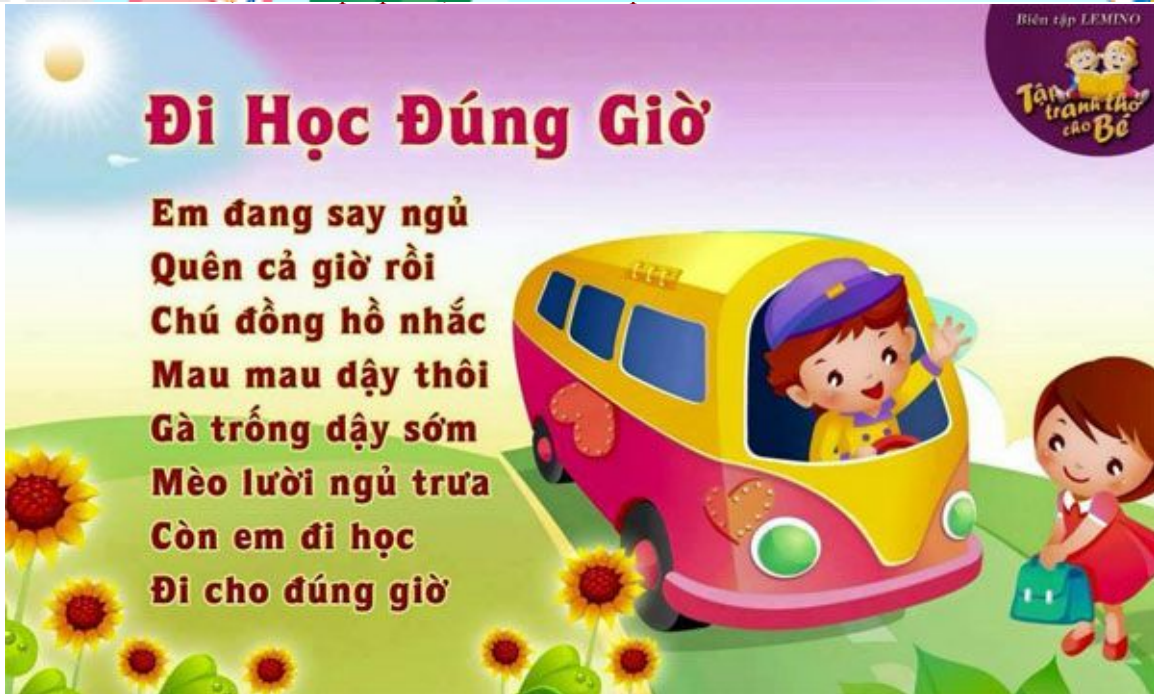 Biên tập LEMINO
Tập
tranh thơ
cho Bé
Đi Học Đúng Giờ
Em đang say ngủ
Quên cả giờ rồi
Chú đồng hồ nhắc
Mau mau dậy thôi
Gà trống dậy sớm
Mèo lười ngủ trưa
Còn em đi học
Đi cho đúng giờ